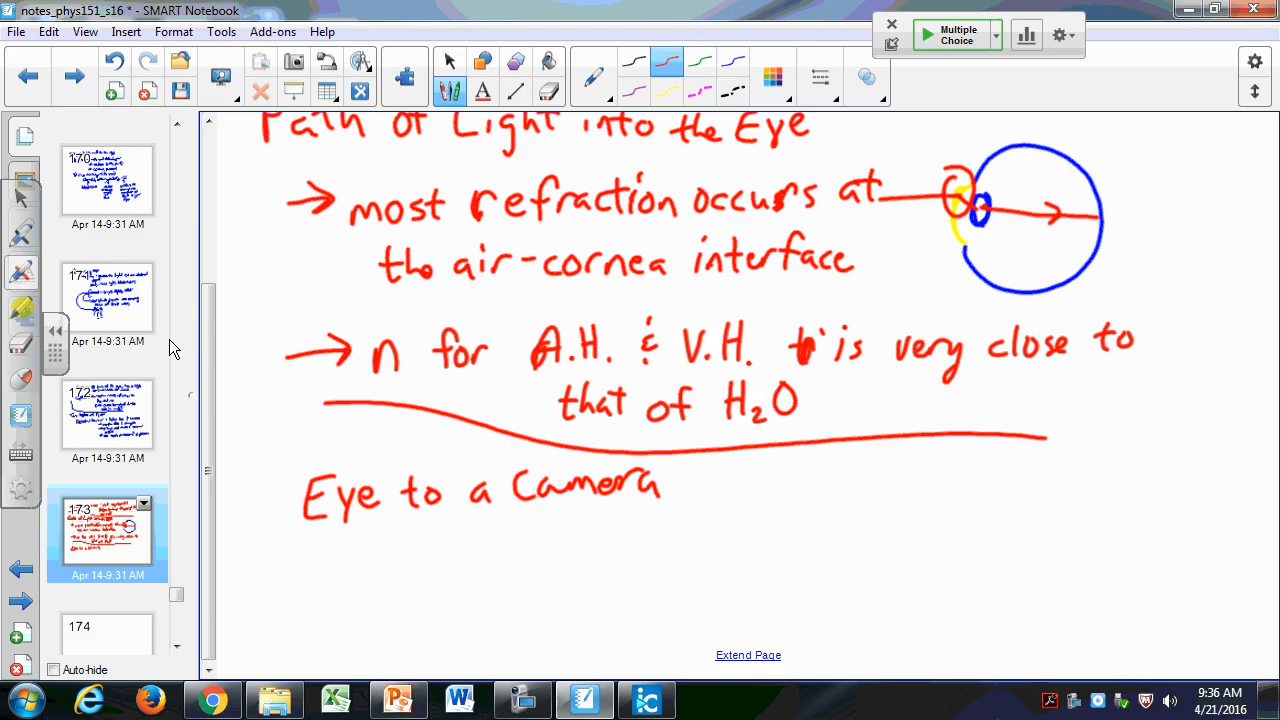 notes_phys151_s16 * - SMART Notebook
File Edit View Insert Format Tools Add-ons Help
Multiple Choice
170
Apr 14-9:31 AM
171
Apr 14-9:31 AM
172
Apr 14-9:31 AM
173
Apr 14-9:31 AM
174
Auto-hide
Path of Light into the Eye
→ most refraction occurs at
the air-cornea interface
→ n for A.H. & V.H. is very close to
that of H₂O
Eye to a Camera
Extend Page
9:36 AM
4/21/2016